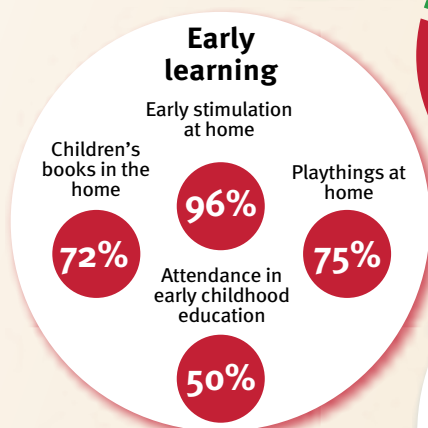 Early
learning
Early stimulation
at home
96%
Children’s
books in the
home
72%
Playthings at
home
75%
Attendance in
early childhood
education
50%